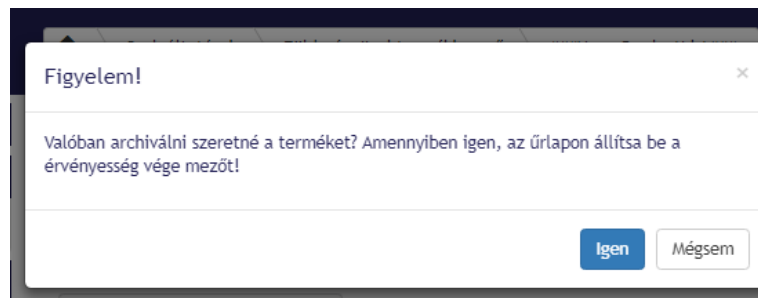 Figyelem!
×
Valóban archiválni szeretné a terméket? Amennyiben igen, az űrlapon állítsa be a
érvényesség vége mezőt!
Igen
Mégsem